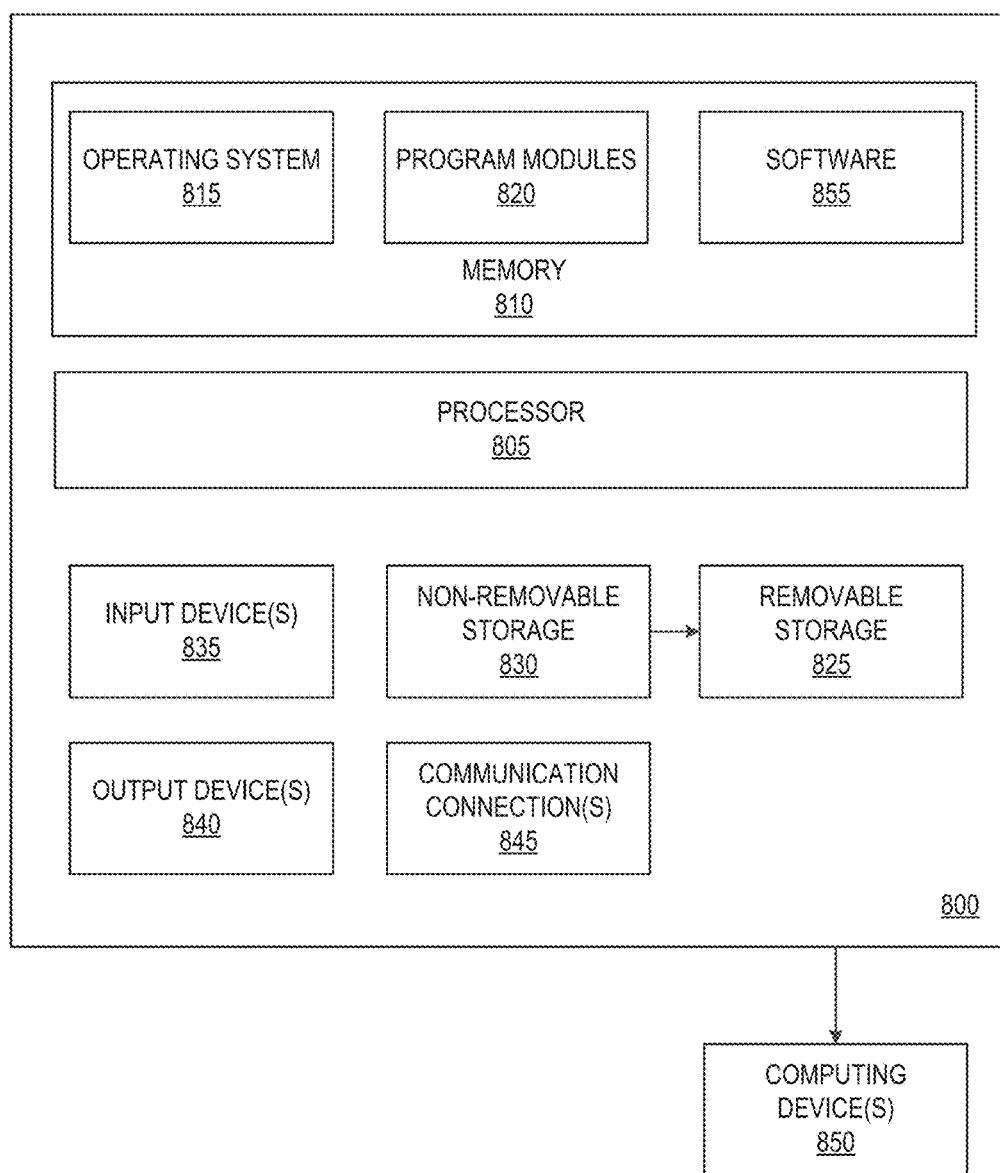 OPERATING SYSTEM
815
PROGRAM MODULES
820
SOFTWARE
855
MEMORY
810
PROCESSOR
805
INPUT DEVICE(S)
835
NON-REMOVABLE
STORAGE
830
REMOVABLE
STORAGE
825
OUTPUT DEVICE(S)
840
COMMUNICATION
CONNECTION(S)
845
800
COMPUTING
DEVICE(S)
850